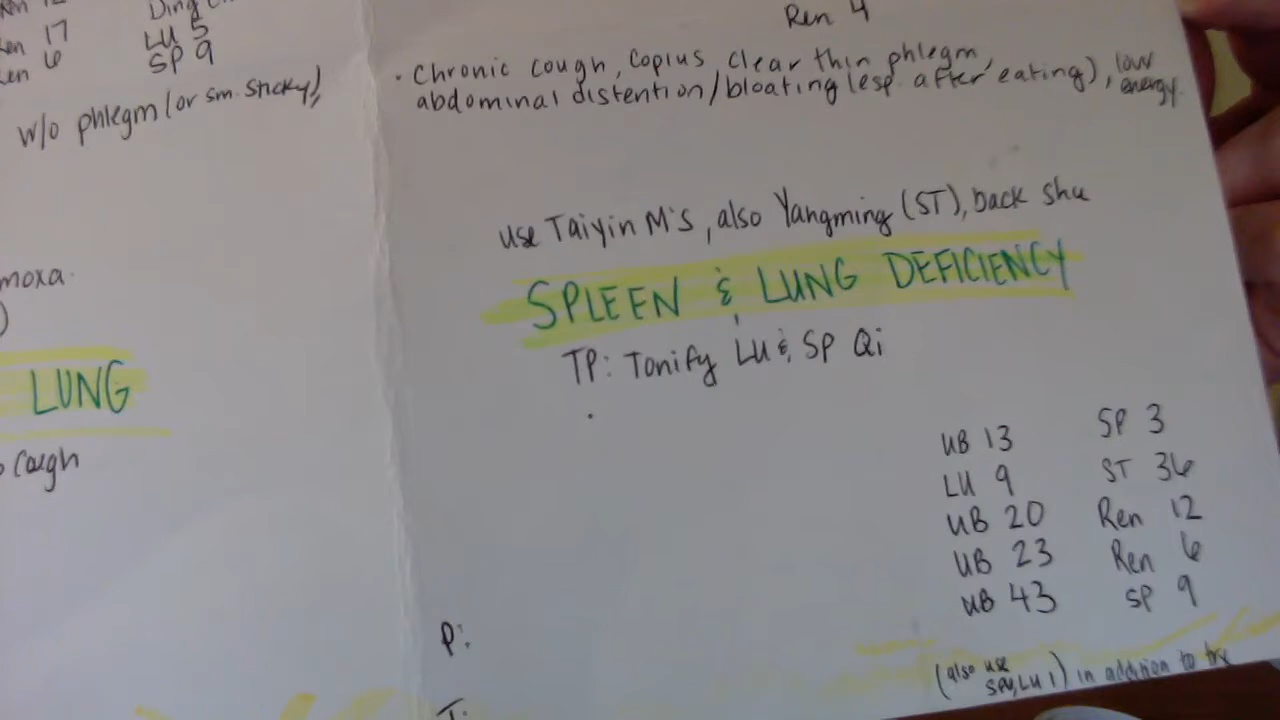 Ren 17 LU 5
Ren 6 SP 9
w/o phlegm (or sm. sticky),
moxa.
)
LUNG
Cough
Ren 4
• Chronic cough, copius, clear thin phlegm,
abdominal distention/bloating (esp. after eating), low
energy.
use Taiyin M's, also Yangming (ST), back shu
SPLEEN & LUNG DEFICIENCY
TP: Tonify LU & SP Qi
UB 13 SP 3
LU 9 ST 36
UB 20 Ren 12
UB 23 Ren 6
UB 43 SP 9
P:
T:
(also use
LU 1) in addition to